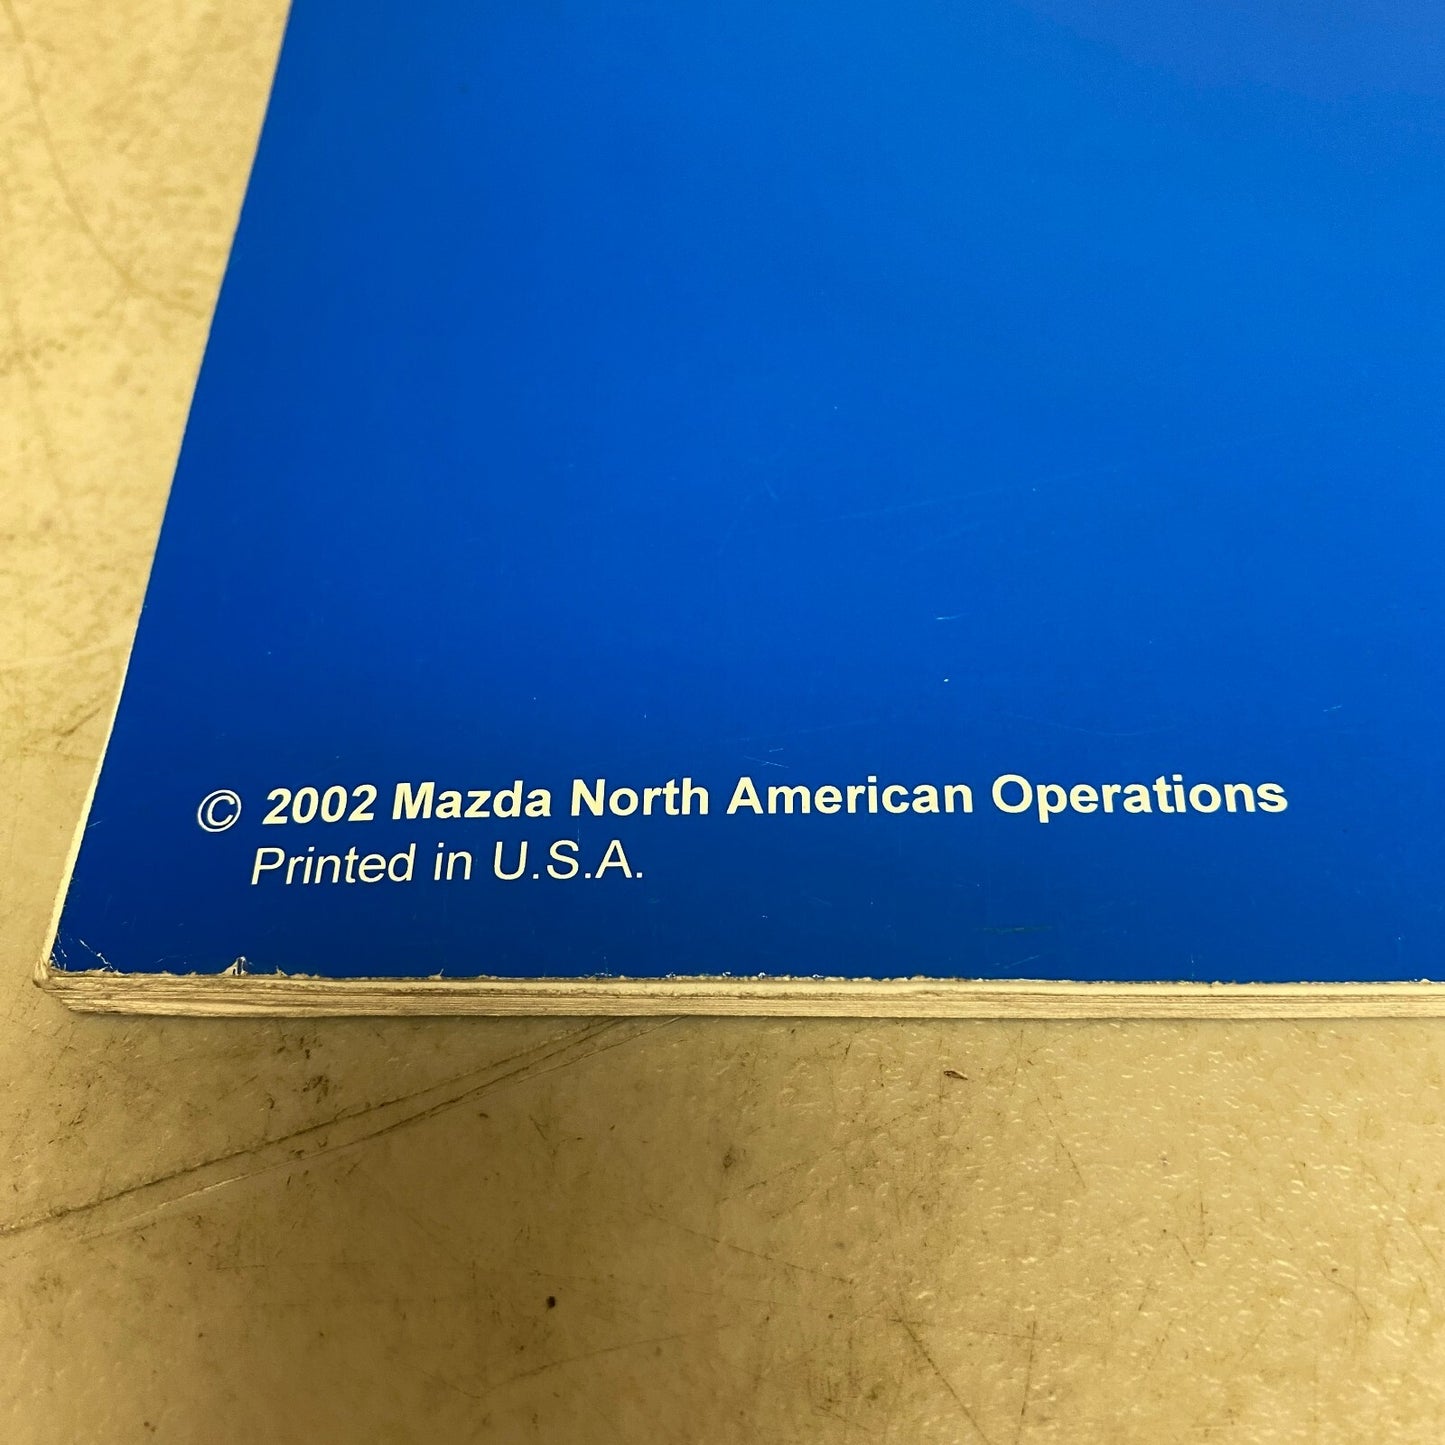 © 2002 Mazda North American Operations
Printed in U.S.A.